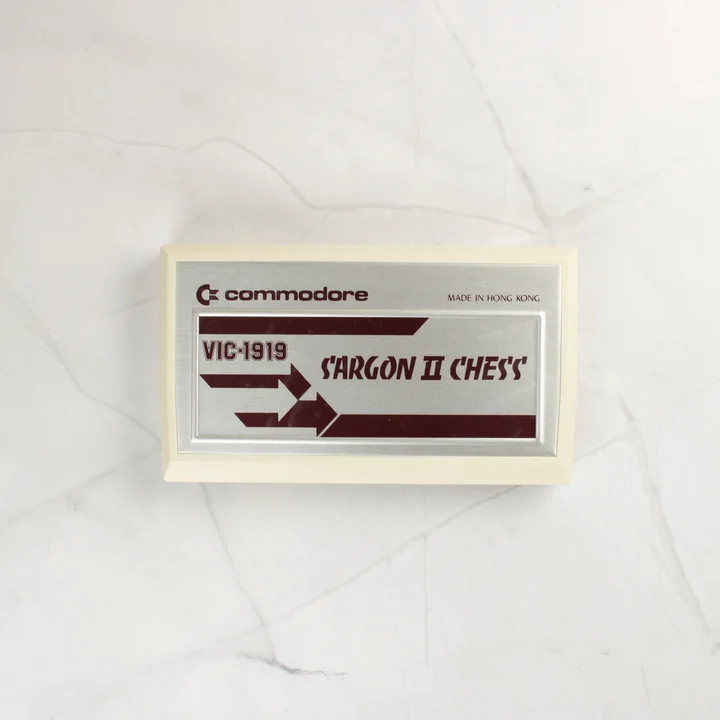 commodore
MADE IN HONG KONG
VIC-1919
SARGON II CHESS